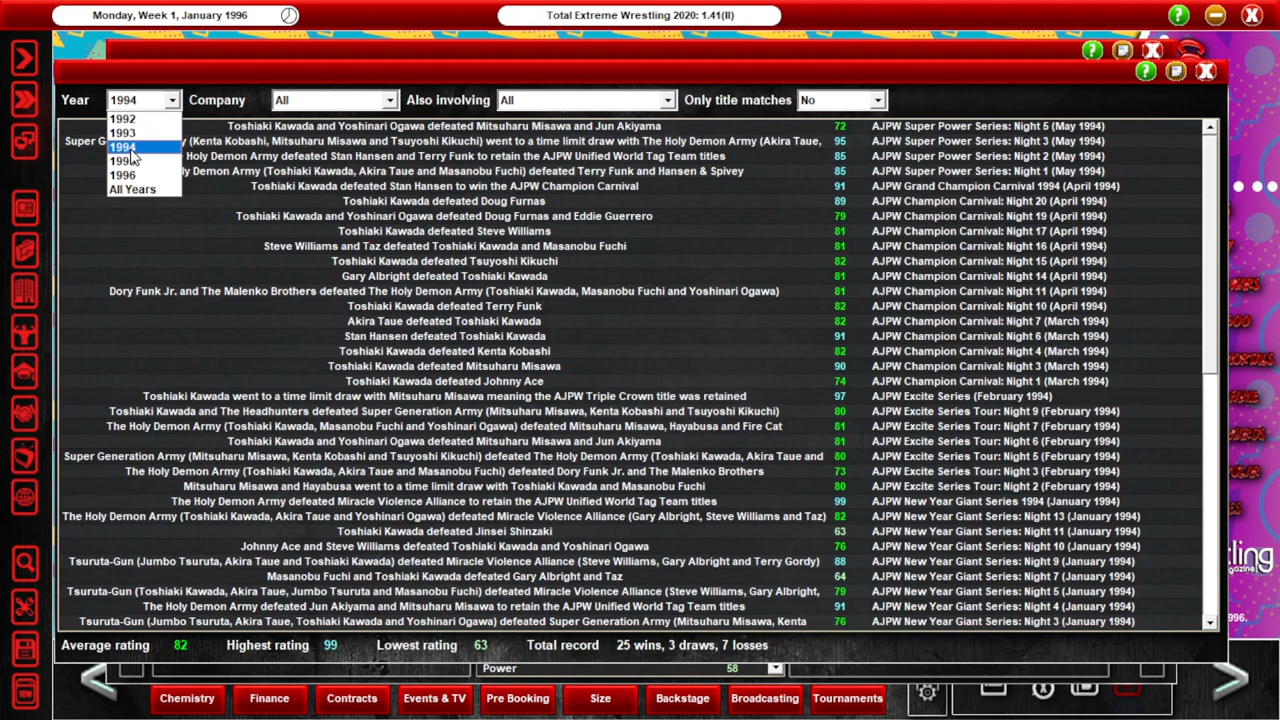 Monday, Week 1, January 1996
Total Extreme Wrestling 2020: 1.41(II)
Year 1994 Company All Also involving All Only title matches No
1992
1993
1994
1996
All Years
Toshiaki Kawada and Yoshinari Ogawa defeated Mitsuharu Misawa and Jun Akiyama 72 AJPW Super Power Series: Night 5 (May 1994)
Super (Kenta Kobashi, Mitsuharu Misawa and Tsuyoshi Kikuchi) went to a time limit draw with The Holy Demon Army (Akira Taue, 95 AJPW Super Power Series: Night 3 (May 1994)
Holy Demon Army defeated Stan Hansen and Terry Funk to retain the AJPW Unified World Tag Team titles 85 AJPW Super Power Series: Night 2 (May 1994)
Demon Army (Toshiaki Kawada, Akira Taue and Masanobu Fuchi) defeated Terry Funk and Hansen & Spivey 85 AJPW Super Power Series: Night 1 (May 1994)
Toshiaki Kawada defeated Stan Hansen to win the AJPW Champion Carnival 91 AJPW Grand Champion Carnival 1994 (April 1994)
Toshiaki Kawada defeated Doug Furnas 89 AJPW Champion Carnival: Night 20 (April 1994)
Toshiaki Kawada and Yoshinari Ogawa defeated Doug Furnas and Eddie Guerrero 79 AJPW Champion Carnival: Night 19 (April 1994)
Toshiaki Kawada defeated Steve Williams 81 AJPW Champion Carnival: Night 17 (April 1994)
Steve Williams and Taz defeated Toshiaki Kawada and Masanobu Fuchi 81 AJPW Champion Carnival: Night 16 (April 1994)
Toshiaki Kawada defeated Tsuyoshi Kikuchi 82 AJPW Champion Carnival: Night 15 (April 1994)
Gary Albright defeated Toshiaki Kawada 81 AJPW Champion Carnival: Night 14 (April 1994)
Dory Funk Jr. and The Malenko Brothers defeated The Holy Demon Army (Toshiaki Kawada, Masanobu Fuchi and Yoshinari Ogawa) 81 AJPW Champion Carnival: Night 11 (April 1994)
Toshiaki Kawada defeated Terry Funk 82 AJPW Champion Carnival: Night 10 (April 1994)
Akira Taue defeated Toshiaki Kawada 82 AJPW Champion Carnival: Night 7 (March 1994)
Stan Hansen defeated Toshiaki Kawada 91 AJPW Champion Carnival: Night 6 (March 1994)
Toshiaki Kawada defeated Kenta Kobashi 82 AJPW Champion Carnival: Night 4 (March 1994)
Toshiaki Kawada defeated Mitsuharu Misawa 90 AJPW Champion Carnival: Night 3 (March 1994)
Toshiaki Kawada defeated Johnny Ace 74 AJPW Champion Carnival: Night 1 (March 1994)
Toshiaki Kawada went to a time limit draw with Mitsuharu Misawa meaning the AJPW Triple Crown title was retained 97 AJPW Excite Series (February 1994)
Toshiaki Kawada and The Headhunters defeated Super Generation Army (Mitsuharu Misawa, Kenta Kobashi and Tsuyoshi Kikuchi) 80 AJPW Excite Series Tour: Night 9 (February 1994)
The Holy Demon Army (Toshiaki Kawada, Masanobu Fuchi and Yoshinari Ogawa) defeated Mitsuharu Misawa, Hayabusa and Fire Cat 81 AJPW Excite Series Tour: Night 7 (February 1994)
Toshiaki Kawada and Yoshinari Ogawa defeated Mitsuharu Misawa and Jun Akiyama 81 AJPW Excite Series Tour: Night 6 (February 1994)
Super Generation Army (Mitsuharu Misawa, Kenta Kobashi and Tsuyoshi Kikuchi) defeated The Holy Demon Army (Toshiaki Kawada, Akira Taue and 80 AJPW Excite Series Tour: Night 5 (February 1994)
The Holy Demon Army (Toshiaki Kawada, Akira Taue and Masanobu Fuchi) defeated Dory Funk Jr. and The Malenko Brothers 73 AJPW Excite Series Tour: Night 3 (February 1994)
Mitsuharu Misawa and Hayabusa went to a time limit draw with Toshiaki Kawada and Masanobu Fuchi 80 AJPW Excite Series Tour: Night 2 (February 1994)
The Holy Demon Army defeated Miracle Violence Alliance to retain the AJPW Unified World Tag Team titles 99 AJPW New Year Giant Series 1994 (January 1994)
The Holy Demon Army (Toshiaki Kawada, Akira Taue and Yoshinari Ogawa) defeated Miracle Violence Alliance (Gary Albright, Steve Williams and Taz) 82 AJPW New Year Giant Series: Night 13 (January 1994)
Toshiaki Kawada defeated Jinsei Shinzaki 63 AJPW New Year Giant Series: Night 11 (January 1994)
Johnny Ace and Steve Williams defeated Toshiaki Kawada and Yoshinari Ogawa 76 AJPW New Year Giant Series: Night 10 (January 1994)
Tsuruta-Gun (Jumbo Tsuruta, Akira Taue and Toshiaki Kawada) defeated Miracle Violence Alliance (Steve Williams, Gary Albright and Terry Gordy) 88 AJPW New Year Giant Series: Night 9 (January 1994)
Masanobu Fuchi and Toshiaki Kawada defeated Gary Albright and Taz 64 AJPW New Year Giant Series: Night 7 (January 1994)
Tsuruta-Gun (Toshiaki Kawada, Akira Taue, Jumbo Tsuruta and Masanobu Fuchi) defeated Miracle Violence Alliance (Steve Williams, Gary Albright, 79 AJPW New Year Giant Series: Night 5 (January 1994)
The Holy Demon Army defeated Jun Akiyama and Mitsuharu Misawa to retain the AJPW Unified World Tag Team titles 91 AJPW New Year Giant Series: Night 4 (January 1994)
Tsuruta-Gun (Jumbo Tsuruta, Akira Taue, Toshiaki Kawada and Yoshinari Ogawa) defeated Super Generation Army (Mitsuharu Misawa, Kenta 76 AJPW New Year Giant Series: Night 3 (January 1994)
Average rating 82 Highest rating 99 Lowest rating 63 Total record 25 wins, 3 draws, 7 losses
Power 58
Chemistry Finance Contracts Events & TV Pre Booking Size Backstage Broadcasting Tournaments